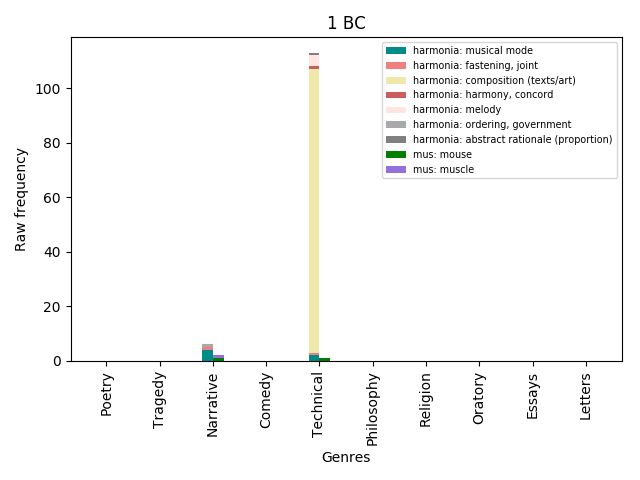 1 BC
harmonia: musical mode
harmonia: fastening, joint
harmonia: composition (texts/art)
harmonia: harmony, concord
harmonia: melody
harmonia: ordering, government
harmonia: abstract rationale (proportion)
mus: mouse
mus: muscle
Raw frequency
100
80
60
40
20
0
Poetry
Tragedy
Narrative
Comedy
Technical
Philosophy
Religion
Oratory
Essays
Letters
Genres